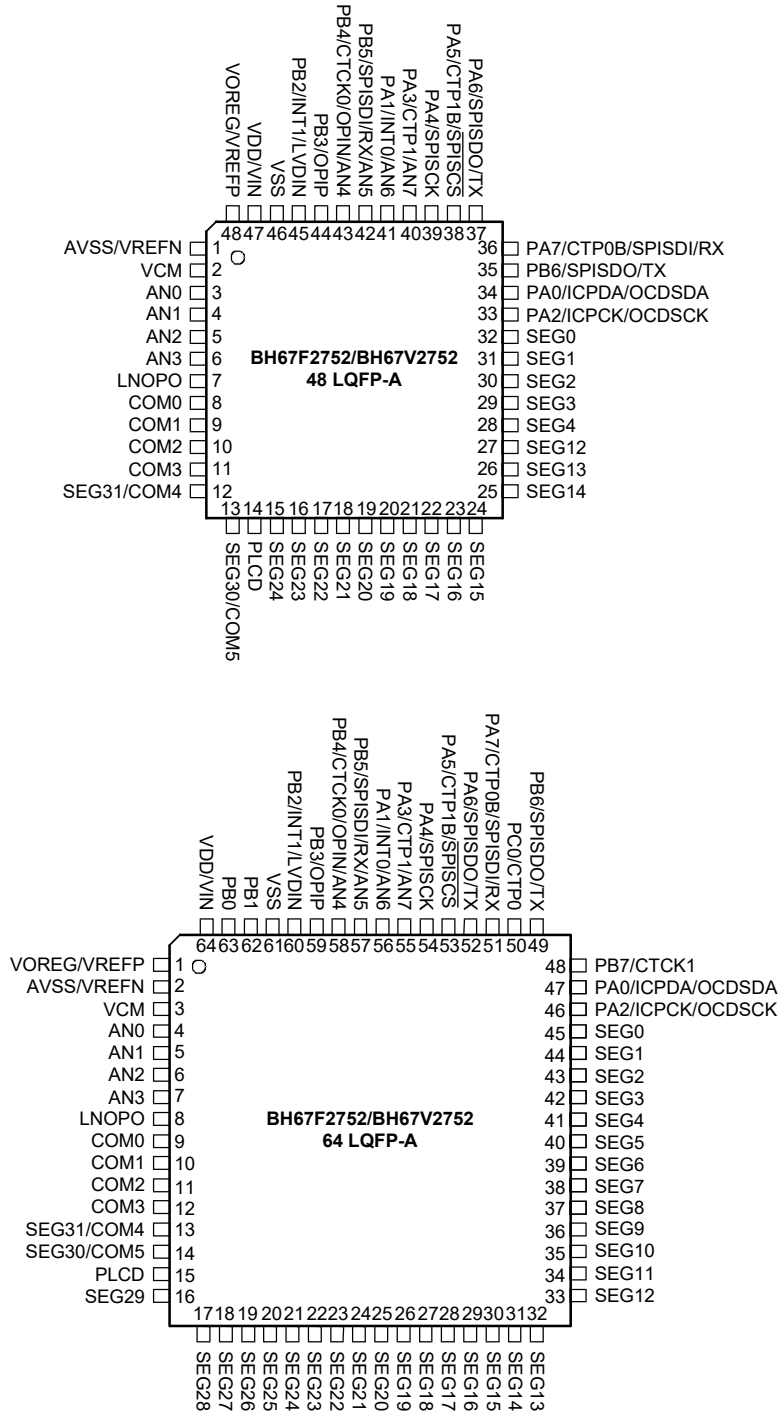 VOREG/VREFP
VDD/VIN
VSS
PB2/INT1/LVDIN
PB3/OPIP
PB4/CTCK0/OPIN/AN4
PB5/SPISDI/RX/AN5
PA1/INT0/AN6
PA3/CTP1/AN7
PA4/SPISCK
PA5/CTP1B/SPISCS
PA6/SPISDO/TX
48 47 46 45 44 43 42 41 40 39 38 37
AVSS/VREFN 1
VCM 2
AN0 3
AN1 4
AN2 5
AN3 6
LNOPO 7
COM0 8
COM1 9
COM2 10
COM3 11
SEG31/COM4 12
BH67F2752/BH67V2752
48 LQFP-A
36 PA7/CTP0B/SPISDI/RX
35 PB6/SPISDO/TX
34 PA0/ICPDA/OCDSDA
33 PA2/ICPCK/OCDSCK
32 SEG0
31 SEG1
30 SEG2
29 SEG3
28 SEG4
27 SEG12
26 SEG13
25 SEG14
13 14 15 16 17 18 19 20 21 22 23 24
SEG30/COM5
PLCD
SEG24
SEG23
SEG22
SEG21
SEG20
SEG19
SEG18
SEG17
SEG16
SEG15
VDD/VIN
PB0
PB1
VSS
PB2/INT1/LVDIN
PB3/OPIP
PB4/CTCK0/OPIN/AN4
PB5/SPISDI/RX/AN5
PA1/INT0/AN6
PA3/CTP1/AN7
PA4/SPISCK
PA5/CTP1B/SPISCS
PA6/SPISDO/TX
PA7/CTP0B/SPISDI/RX
PC0/CTP0
PB6/SPISDO/TX
64 63 62 61 60 59 58 57 56 55 54 53 52 51 50 49
VOREG/VREFP 1
AVSS/VREFN 2
VCM 3
AN0 4
AN1 5
AN2 6
AN3 7
LNOPO 8
COM0 9
COM1 10
COM2 11
COM3 12
SEG31/COM4 13
SEG30/COM5 14
PLCD 15
SEG29 16
BH67F2752/BH67V2752
64 LQFP-A
48 PB7/CTCK1
47 PA0/ICPDA/OCDSDA
46 PA2/ICPCK/OCDSCK
45 SEG0
44 SEG1
43 SEG2
42 SEG3
41 SEG4
40 SEG5
39 SEG6
38 SEG7
37 SEG8
36 SEG9
35 SEG10
34 SEG11
33 SEG12
17 18 19 20 21 22 23 24 25 26 27 28 29 30 31 32
SEG28
SEG27
SEG26
SEG25
SEG24
SEG23
SEG22
SEG21
SEG20
SEG19
SEG18
SEG17
SEG16
SEG15
SEG14
SEG13